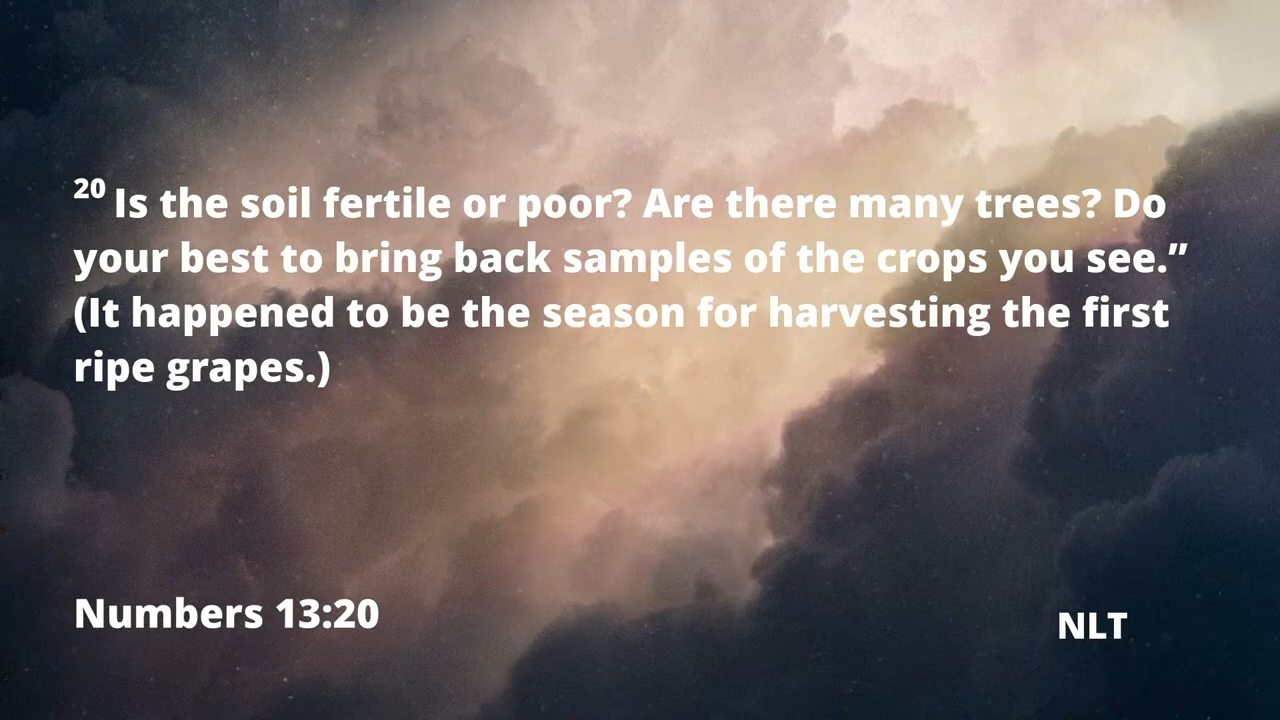 20 Is the soil fertile or poor? Are there many trees? Do
your best to bring back samples of the crops you see.”
(It happened to be the season for harvesting the first
ripe grapes.)
Numbers 13:20
NLT